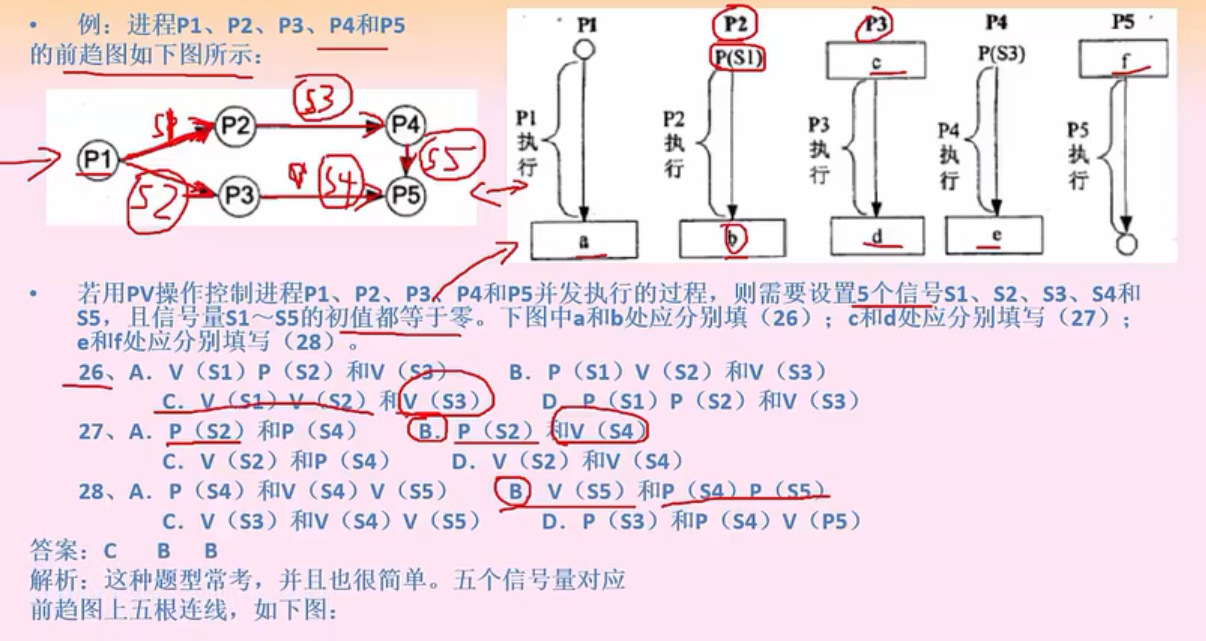 • 例：进程P1、P2、P3、P4和P5
的前趋图如下图所示：
P1
P2
P3
P4
P5
S1
S2
S3
S4
S5
P1 P2 P3 P4 P5
P(S1) c P(S3) f
P1执行 P2执行 P3执行 P4执行 P5执行
a b d e
• 若用PV操作控制进程P1、P2、P3、P4和P5并发执行的过程，则需要设置5个信号S1、S2、S3、S4和
S5，且信号量S1～S5的初值都等于零。下图中a和b处应分别填（26）；c和d处应分别填写（27）；
e和f处应分别填写（28）。
26、A．V（S1）P（S2）和V（S3） B．P（S1）V（S2）和V（S3）
C．V（S1）V（S2）和V（S3） D．P（S1）P（S2）和V（S3）
27、A．P（S2）和P（S4） B．P（S2）和V（S4）
C．V（S2）和P（S4） D．V（S2）和V（S4）
28、A．P（S4）和V（S4）V（S5） B V（S5）和P（S4）P（S5）
C．V（S3）和V（S4）V（S5） D．P（S3）和P（S4）V（P5）
答案：C B B
解析：这种题型常考，并且也很简单。五个信号量对应
前趋图上五根连线，如下图：